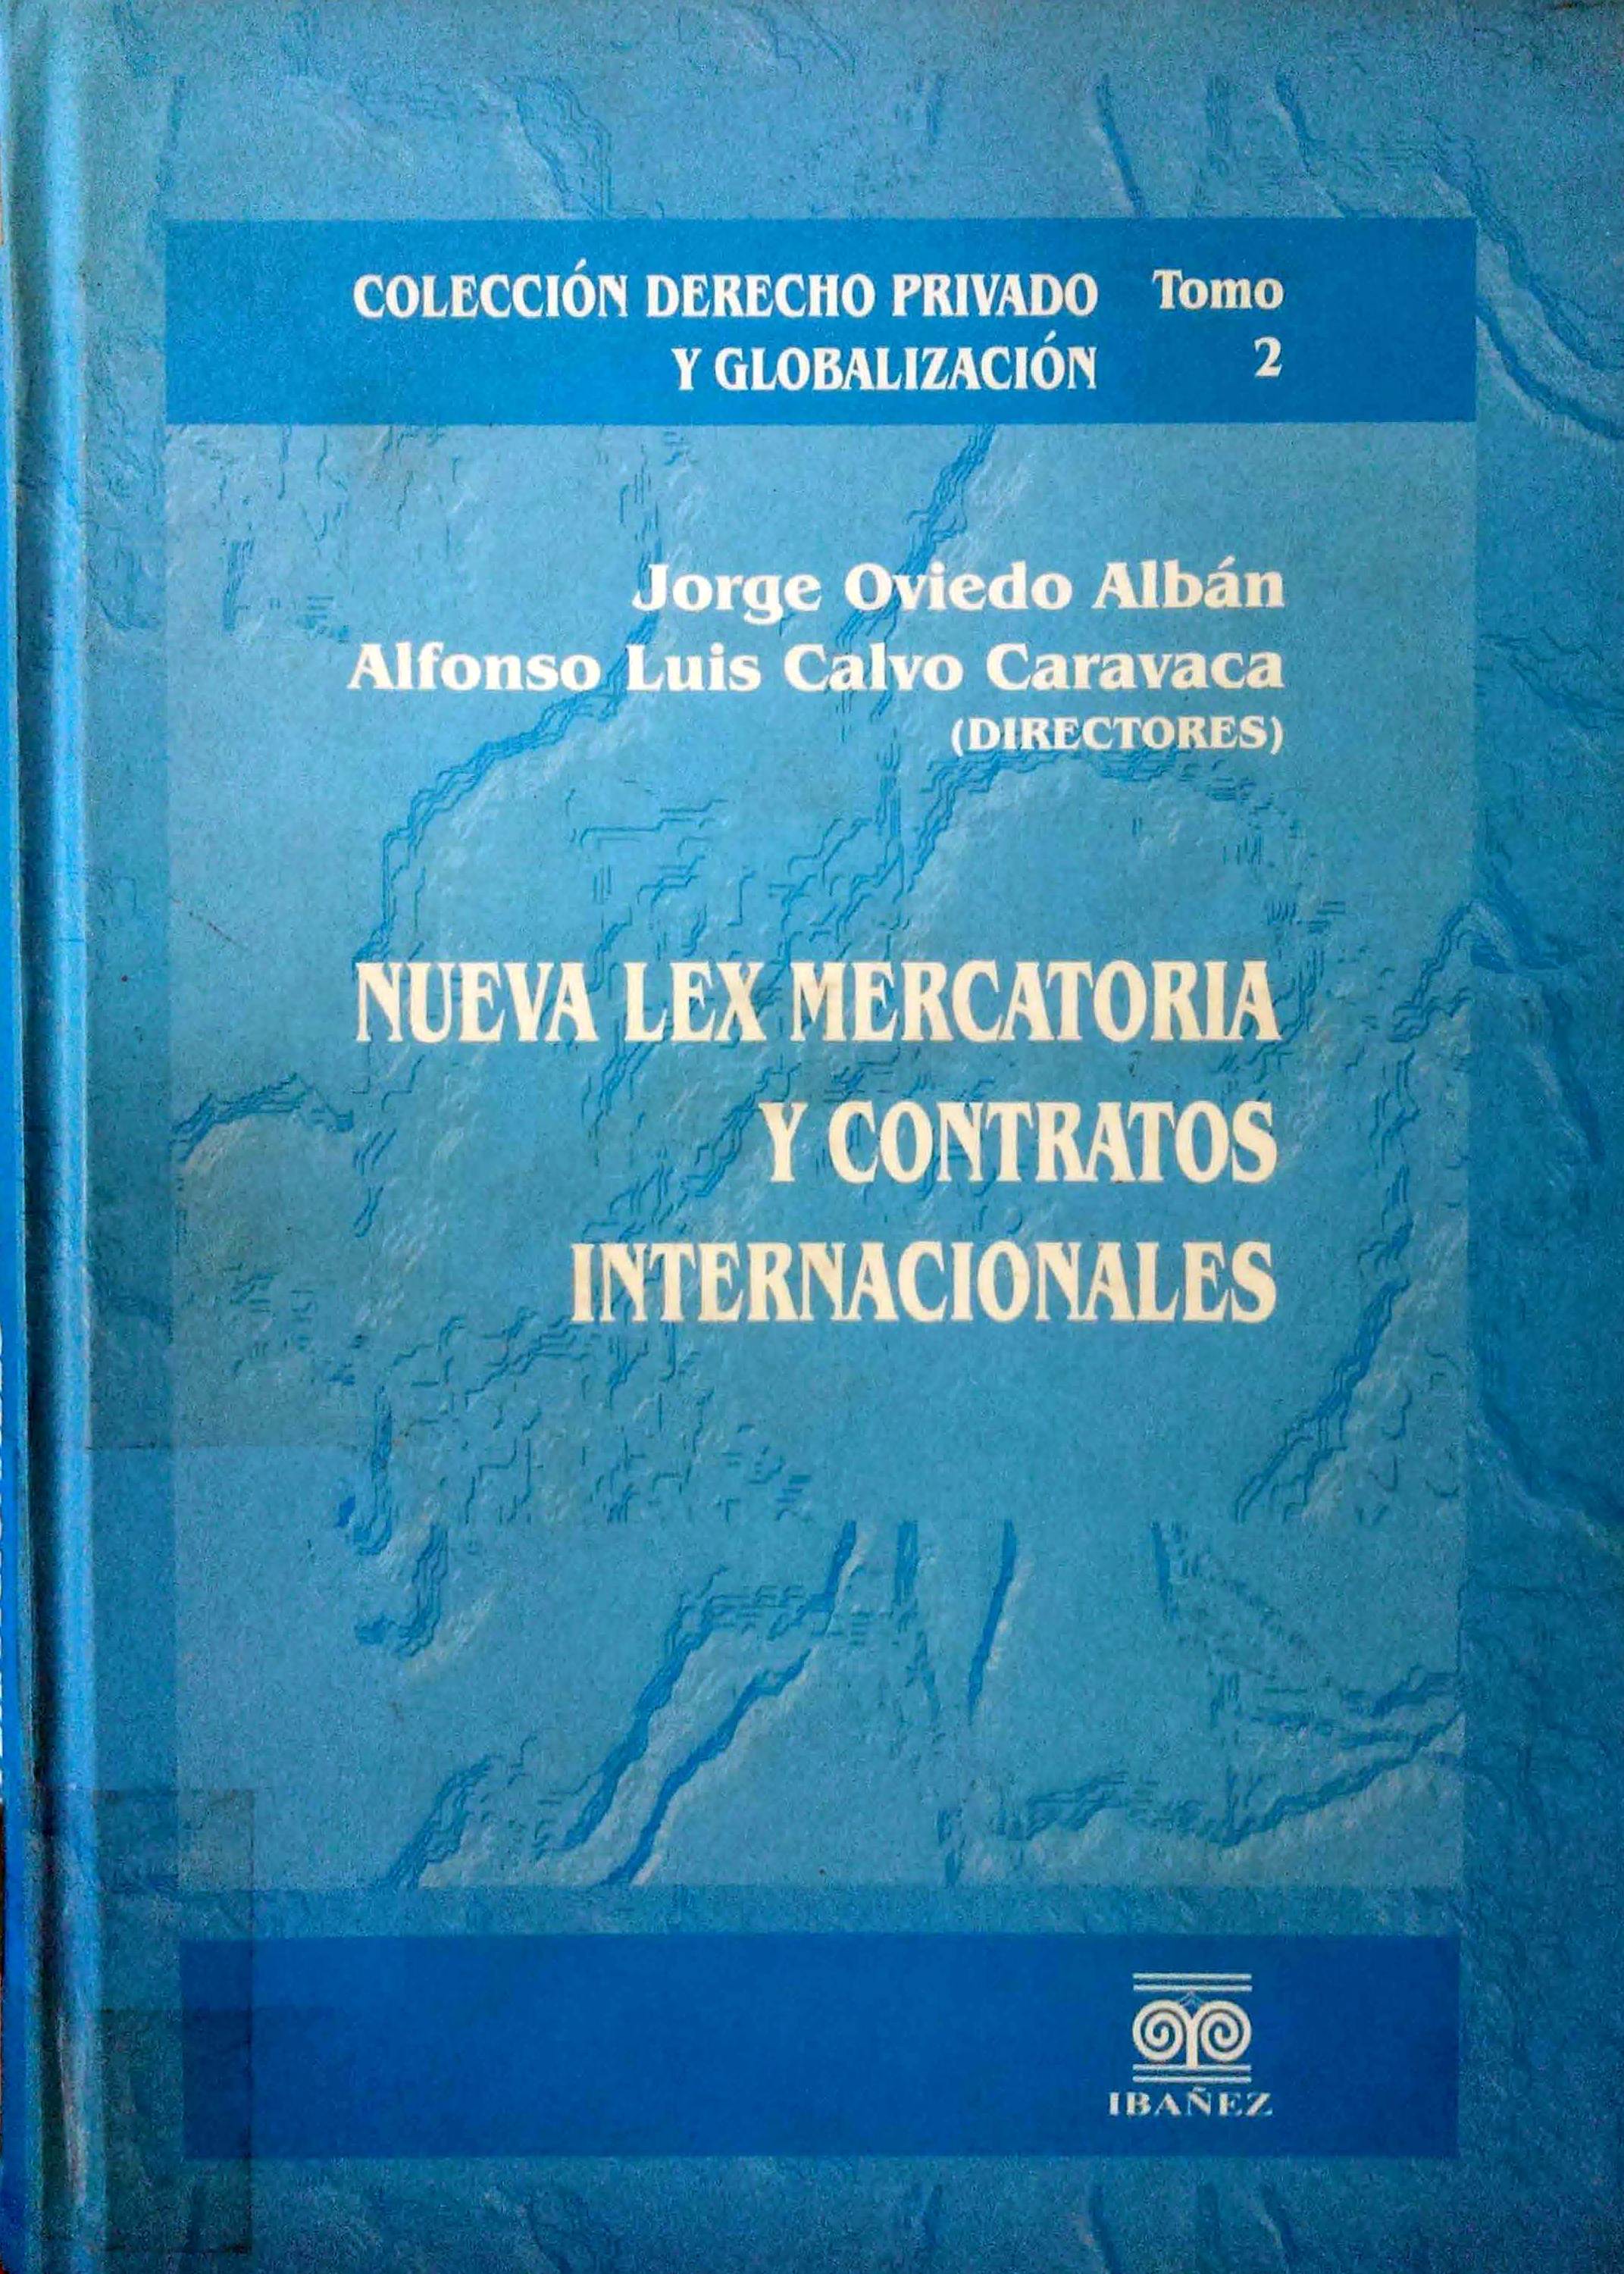 COLECCIÓN DERECHO PRIVADO Tomo
Y GLOBALIZACIÓN 2
Jorge Oviedo Albán
Alfonso Luis Calvo Caravaca
(DIRECTORES)
NUEVA LEX MERCATORIA
Y CONTRATOS
INTERNACIONALES
IBAÑEZ